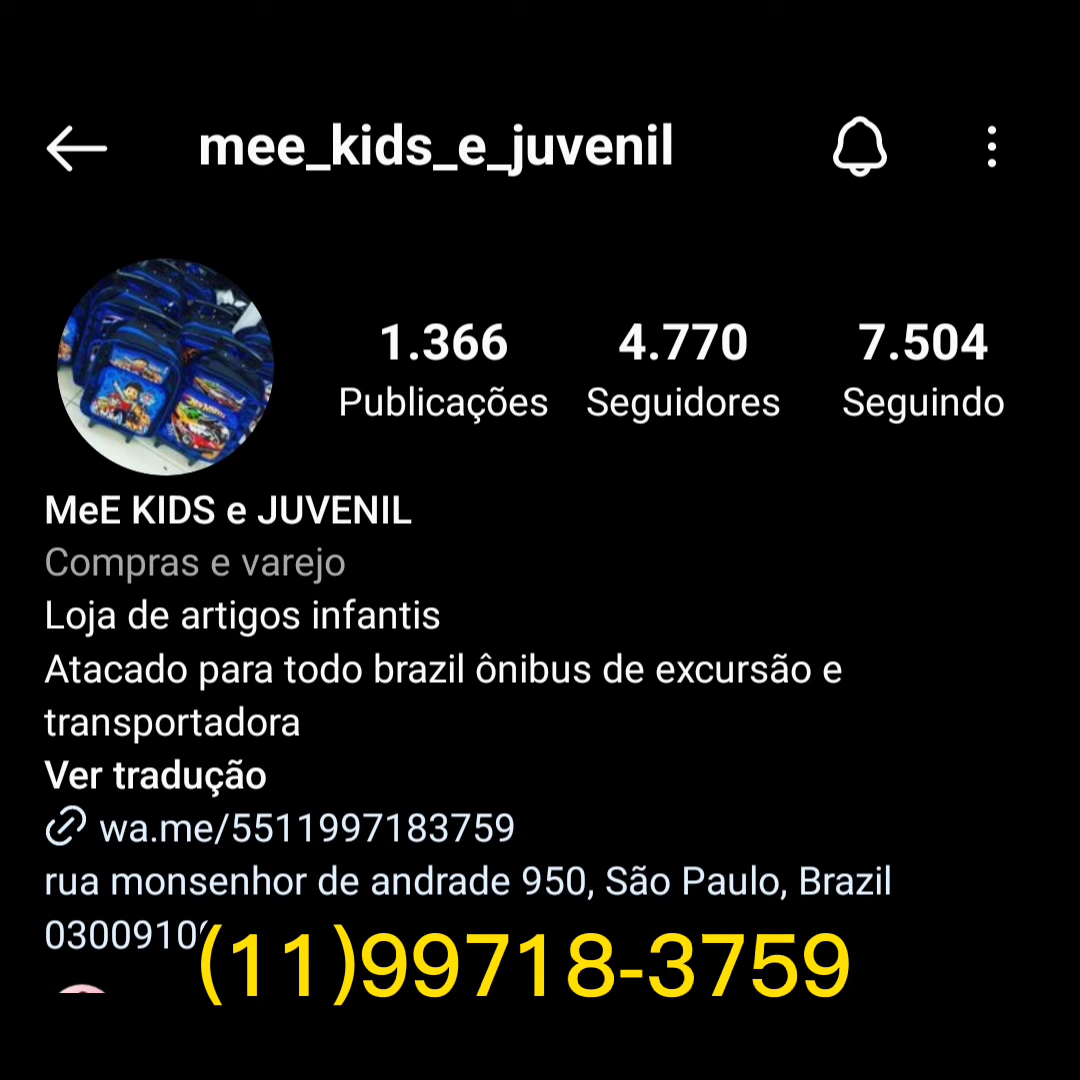 mee_kids_e_juvenil
1.366 4.770 7.504
Publicações Seguidores Seguindo
MeE KIDS e JUVENIL
Compras e varejo
Loja de artigos infantis
Atacado para todo brazil ônibus de excursão e
transportadora
Ver tradução
wa.me/5511997183759
rua monsenhor de andrade 950, São Paulo, Brazil
0300910
(11)99718-3759